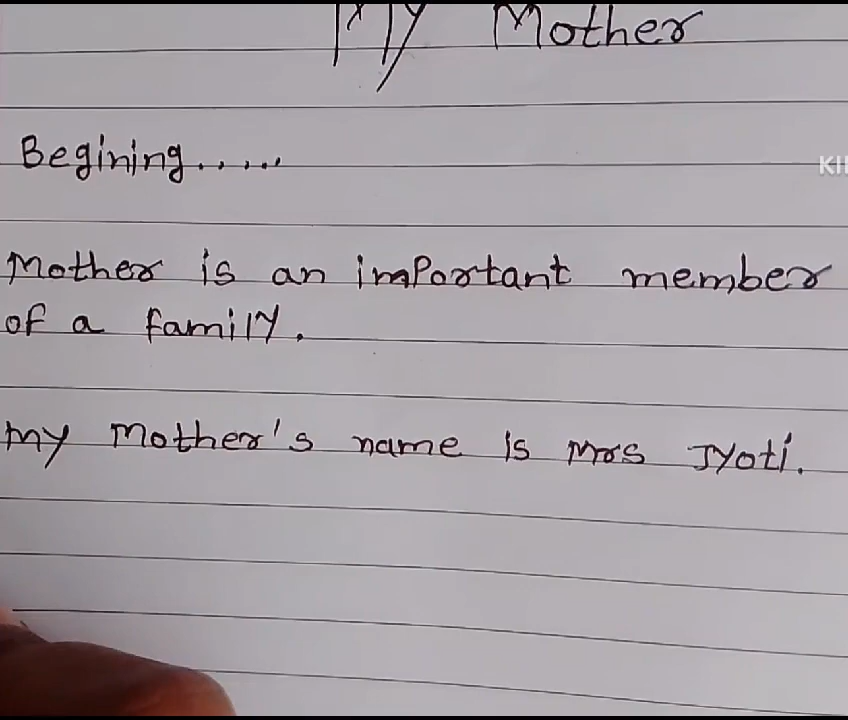 My Mother
Begining.....
Mother is an important member
of a family.
My Mother's name is Mrs Jyoti.